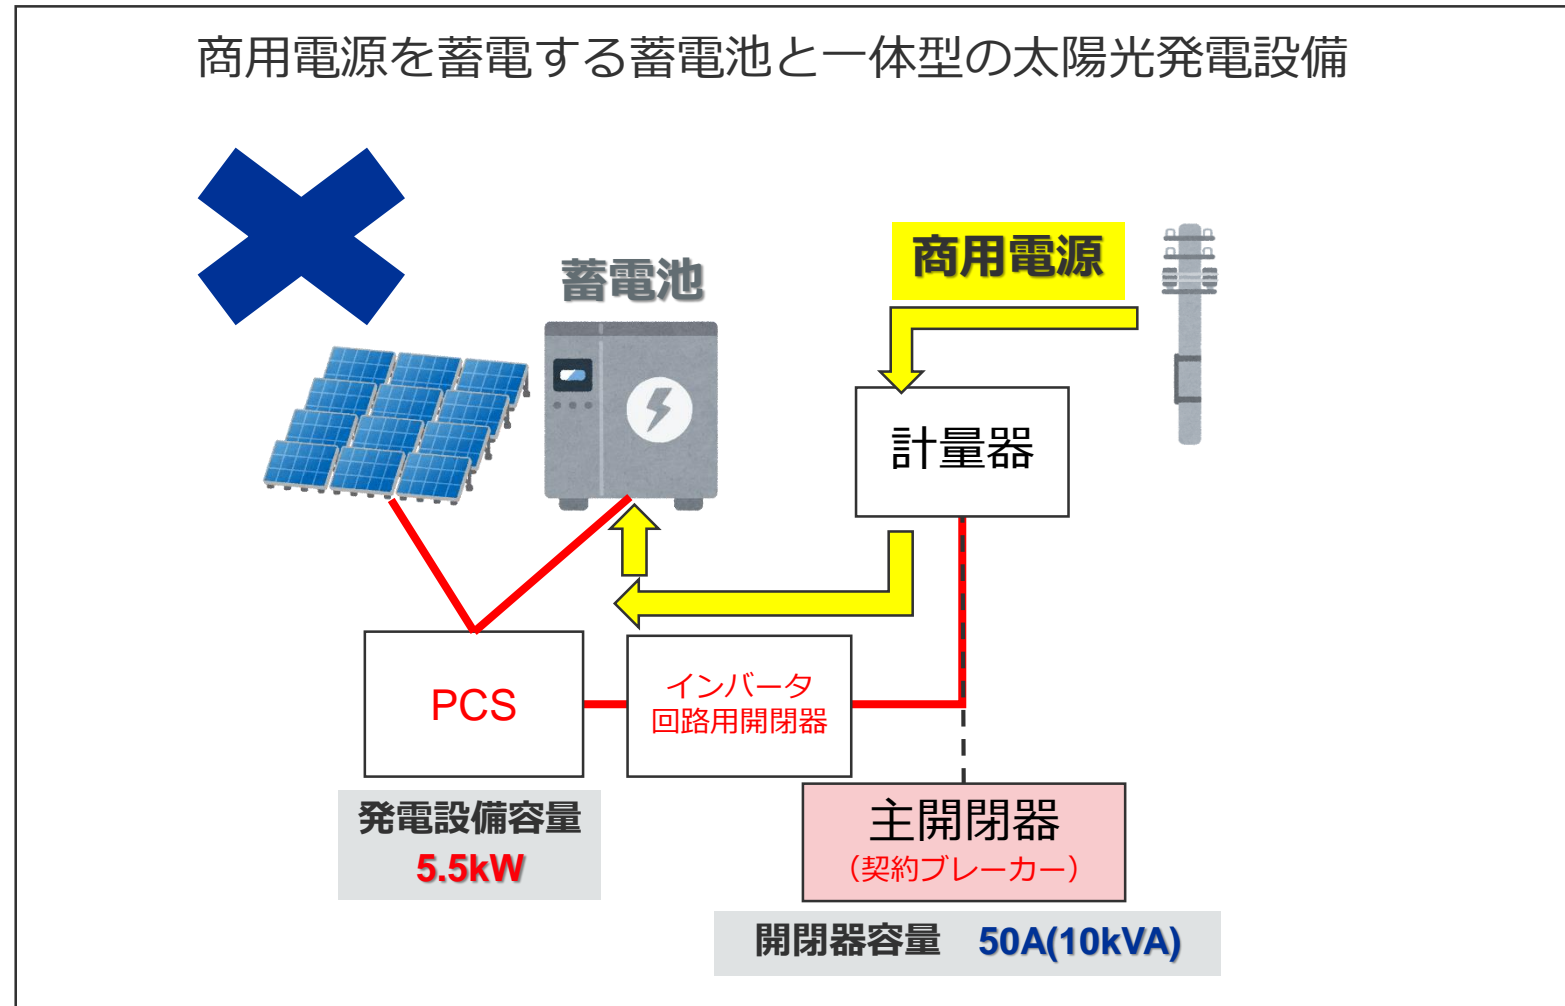 商用電源を蓄電する蓄電池と一体型の太陽光発電設備
商用電源
蓄電池
計量器
PCS
インバータ
回路用開閉器
発電設備容量
5.5kW
主開閉器
（契約ブレーカー）
開閉器容量　50A(10kVA)